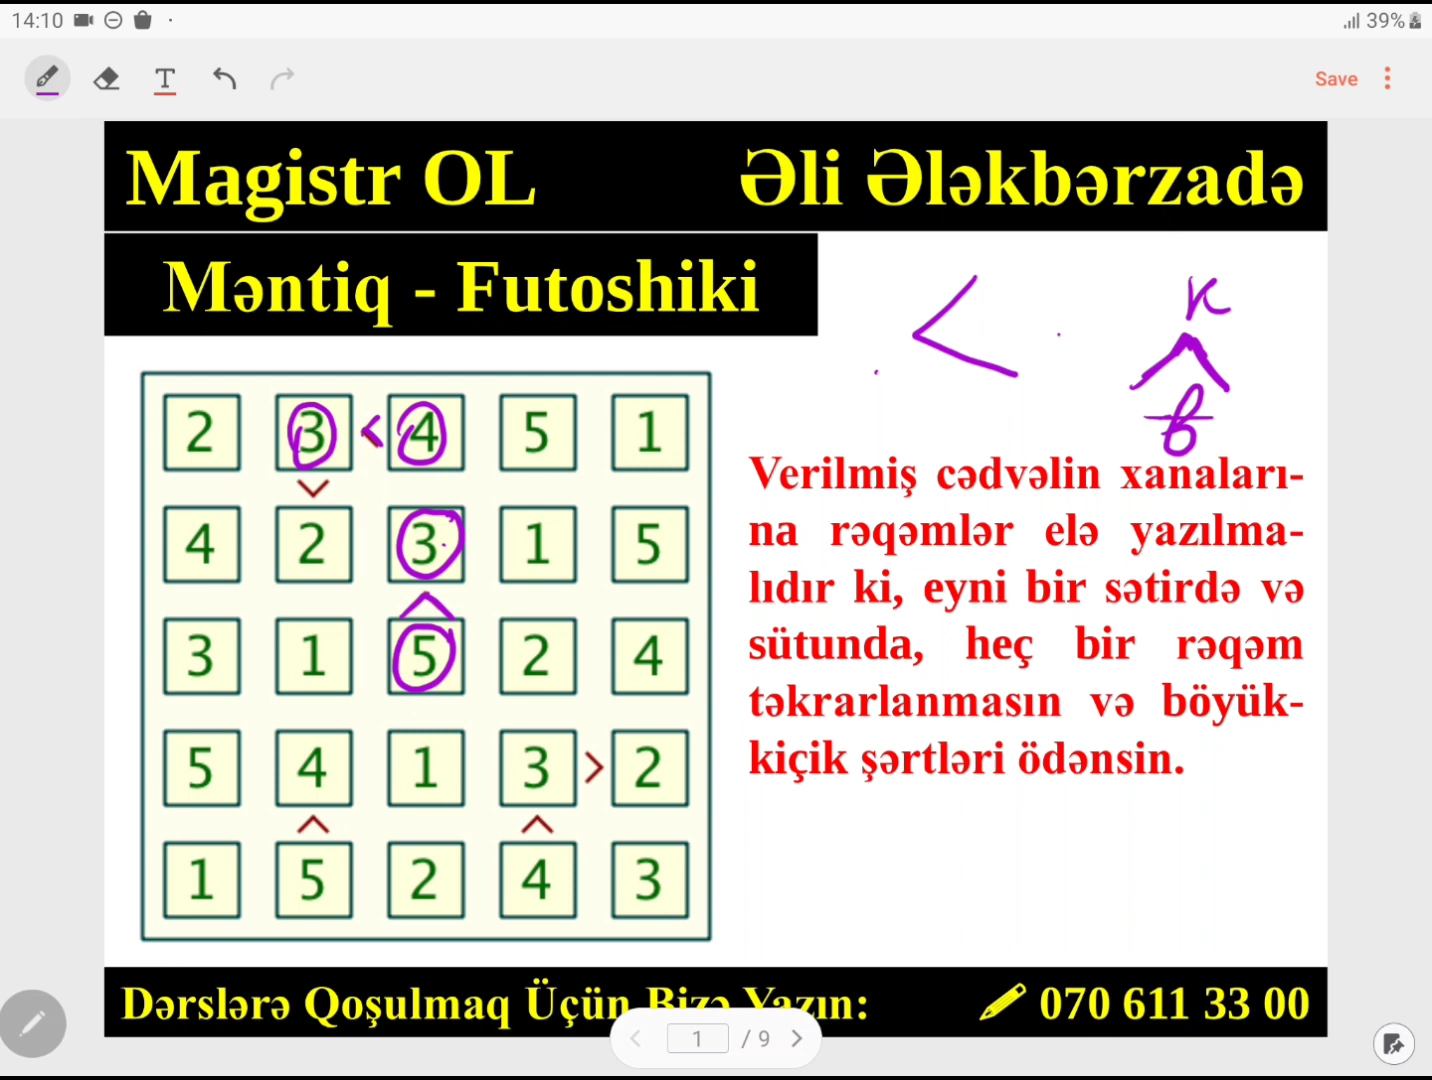 14:10 39%
T Save
Magistr OL Əli Ələkbərzadə
Məntiq - Futoshiki
K
B
2 3 < 4 5 1
4 2 3 1 5
3 1 5 2 4
5 4 1 3 > 2
1 5 2 4 3
Verilmiş cədvəlin xanaları-
na rəqəmlər elə yazılma-
lıdır ki, eyni bir sətirdə və
sütunda, heç bir rəqəm
təkrarlanmasın və böyük-
kiçik şərtləri ödənsin.
Dərslərə Qoşulmaq Üçün Bizə Yazın: 070 611 33 00
1 / 9